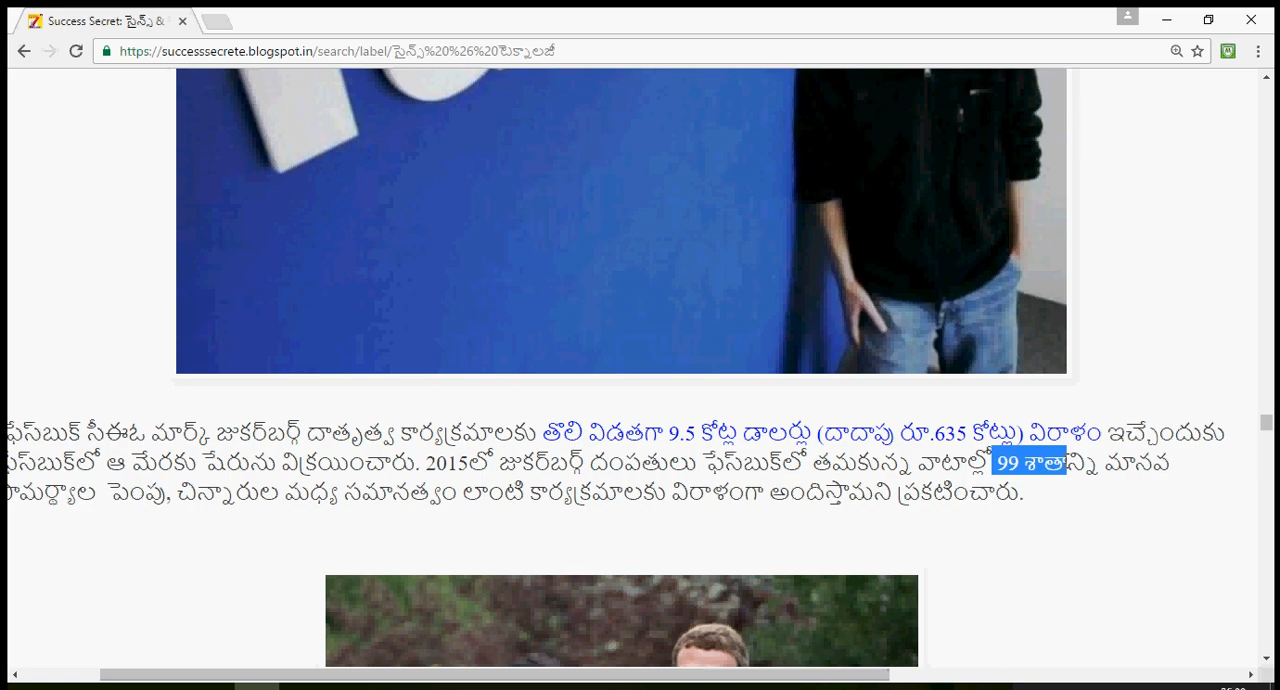 Success Secret: సైన్స్ &
https://successsecrete.blogspot.in/search/label/సైన్స్%20%26%20టెక్నాలజీ
ఫేస్‌బుక్ సీఈఓ మార్క్ జుకర్‌బర్గ్ దాతృత్వ కార్యక్రమాలకు తొలి విడతగా 9.5 కోట్ల డాలర్లు (దాదాపు రూ.635 కోట్లు) విరాళం ఇచ్చేందుకు
ఫేస్‌బుక్‌లో ఆ మేరకు షేరును విక్రయించారు. 2015లో జుకర్‌బర్గ్ దంపతులు ఫేస్‌బుక్‌లో తమకున్న వాటాల్లో 99 శాతాన్ని మానవ
సామర్థ్యాల పెంపు, చిన్నారుల మధ్య సమానత్వం లాంటి కార్యక్రమాలకు విరాళంగా అందిస్తామని ప్రకటించారు.